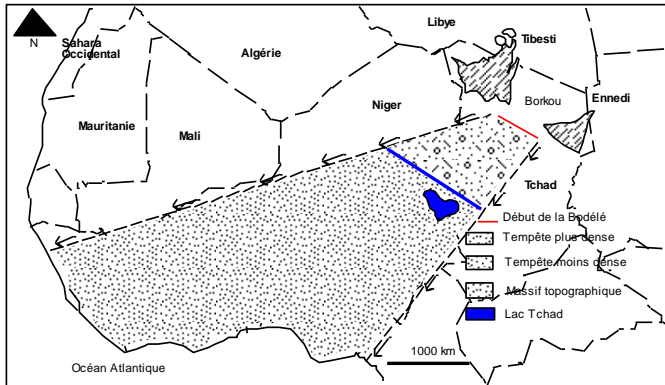 N
Sahara
Occidental
Algérie
Libye
Tibesti
Mauritanie
Mali
Niger
Borkou
Ennedi
Tchad
Début de la Bodélé
Tempête plus dense
Tempête moins dense
Massif topographique
Lac Tchad
1000 km
Océan Atlantique